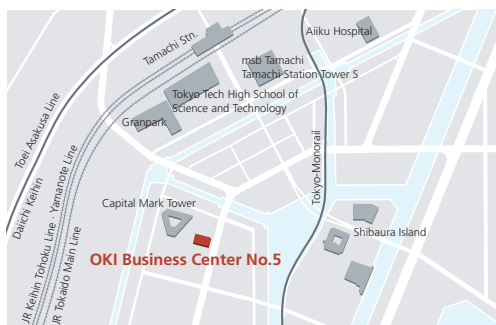 Aiiku Hospital
Tamachi Stn.
msb Tamachi
Tamachi Station Tower S
Tokyo Tech High School of
Science and Technology
Granpark
Toei Asakusa Line
Daiichi Keihin
JR Keihin Tohoku Line · Yamanote Line
JR Tokaido Main Line
Tokyo-Monorail
Capital Mark Tower
Shibaura Island
OKI Business Center No.5